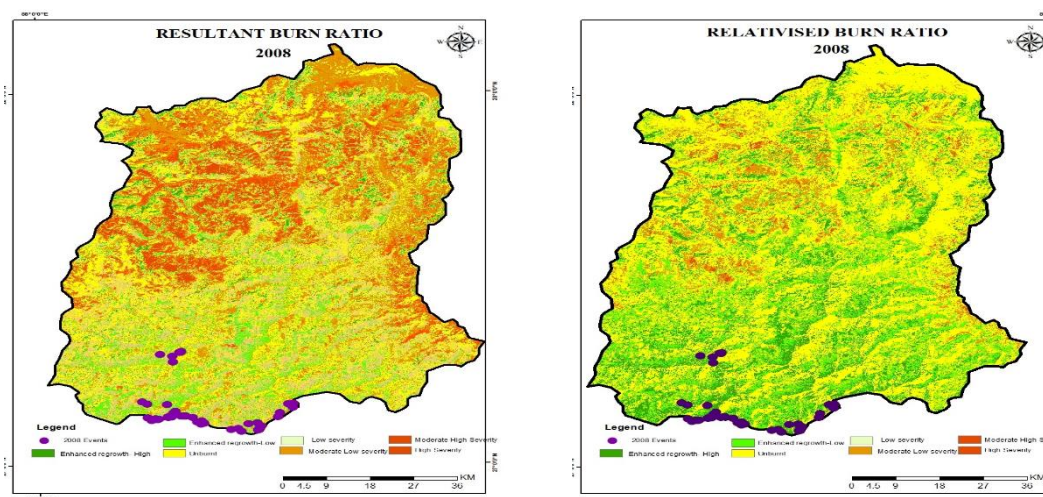 RESULTANT BURN RATIO
2008
N
W
E
S
Legend
2008 Events
Enhanced regrowth-Low
Low severity
Moderate High Severity
Enhanced regrowth-High
Unburnt
Moderate Low severity
High Severity
KM
0 4.5 9 18 27 36
RELATIVISED BURN RATIO
2008
N
W
E
S
Legend
2008 Events
Enhanced regrowth-Low
Low severity
Moderate High S
Enhanced regrowth-High
Unburnt
Moderate Low severity
High Severity
KM
0 4.5 9 18 27 36